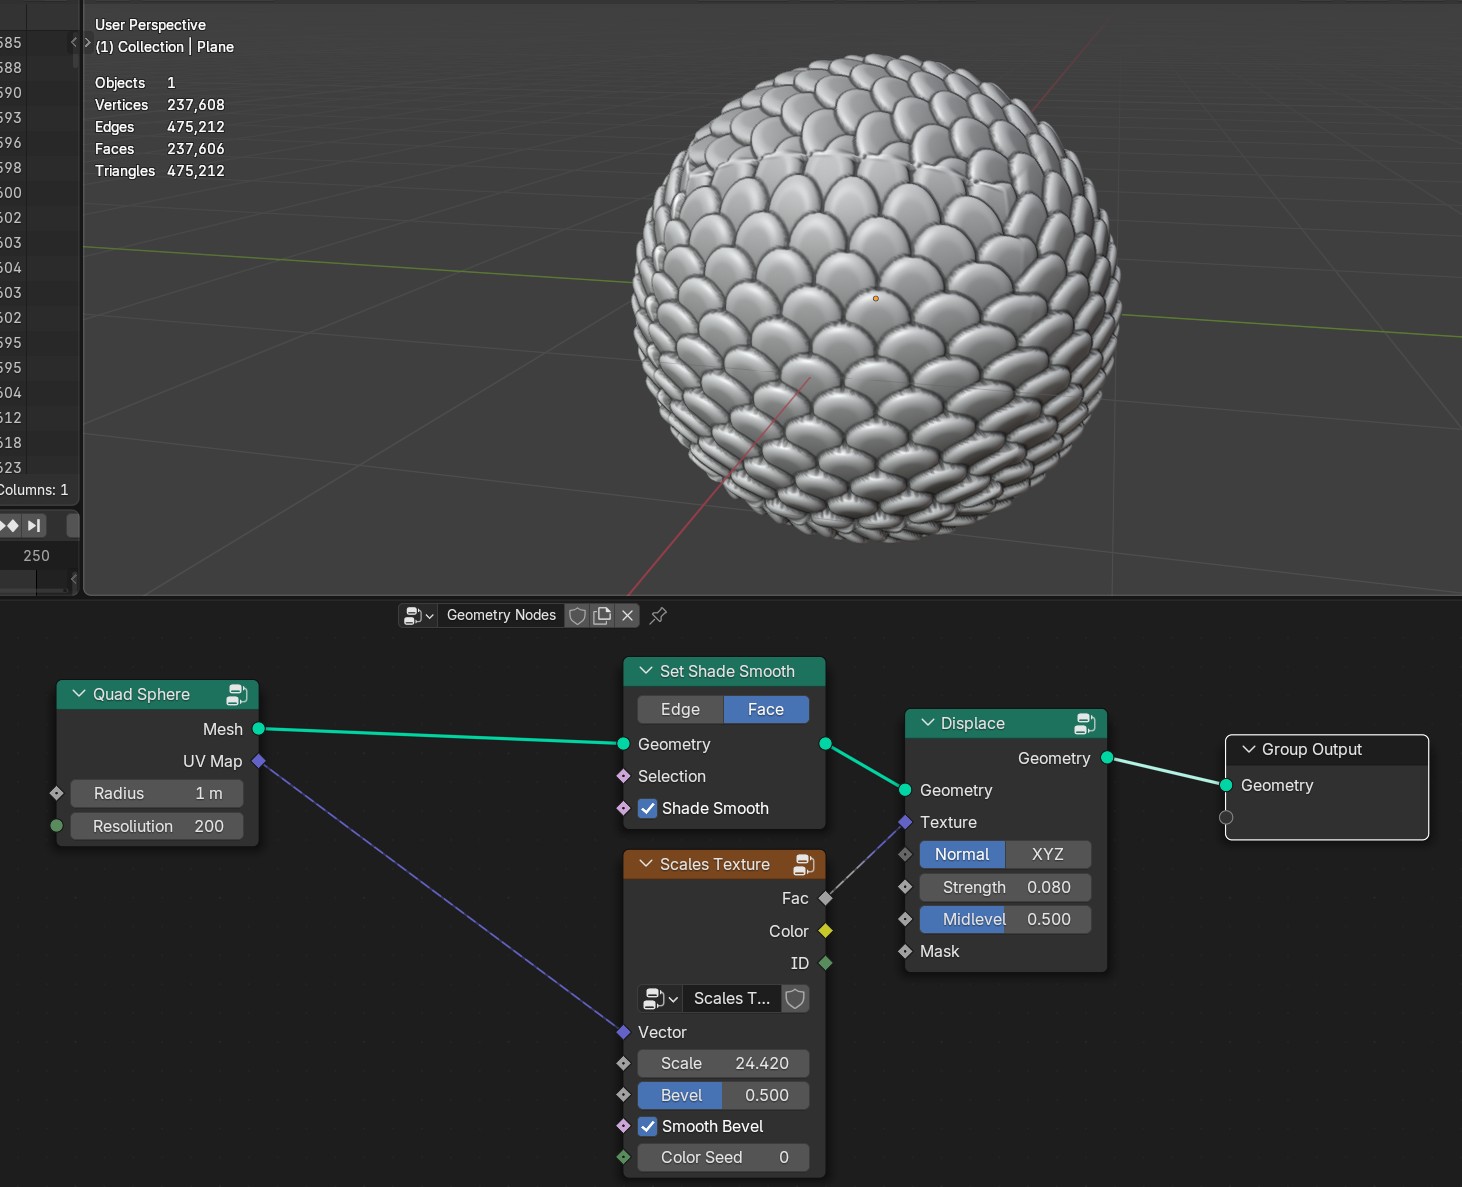 User Perspective
(1) Collection | Plane
Objects 1
Vertices 237,608
Edges 475,212
Faces 237,606
Triangles 475,212
585
588
590
593
596
598
600
602
603
604
603
602
595
595
604
612
618
623
Columns: 1
250
Geometry Nodes
Quad Sphere
Mesh
UV Map
Radius 1 m
Resoliution 200
Set Shade Smooth
Edge Face
Geometry
Selection
Shade Smooth
Scales Texture
Fac
Color
ID
Scales T...
Vector
Scale 24.420
Bevel 0.500
Smooth Bevel
Color Seed 0
Displace
Geometry
Geometry
Texture
Normal XYZ
Strength 0.080
Midlevel 0.500
Mask
Group Output
Geometry